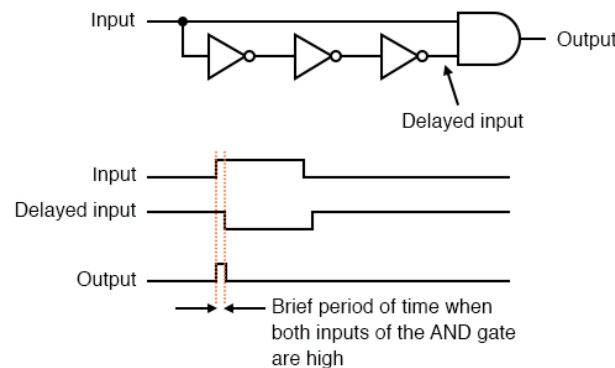 Input
Output
Delayed input
Input
Delayed input
Output
Brief period of time when
both inputs of the AND gate
are high